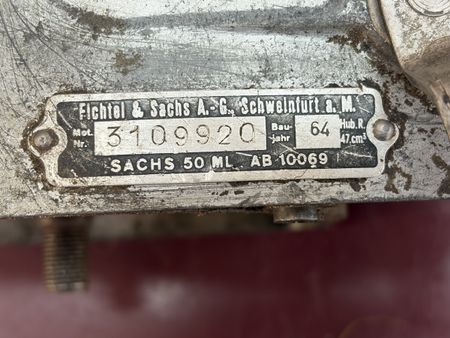 Fichtel & Sachs A.-G. Schweinfurt a. M.
Mot. Nr. 3109920 Bau-jahr 64 Hub.R. 47.cm³
SACHS 50 ML AB 10069